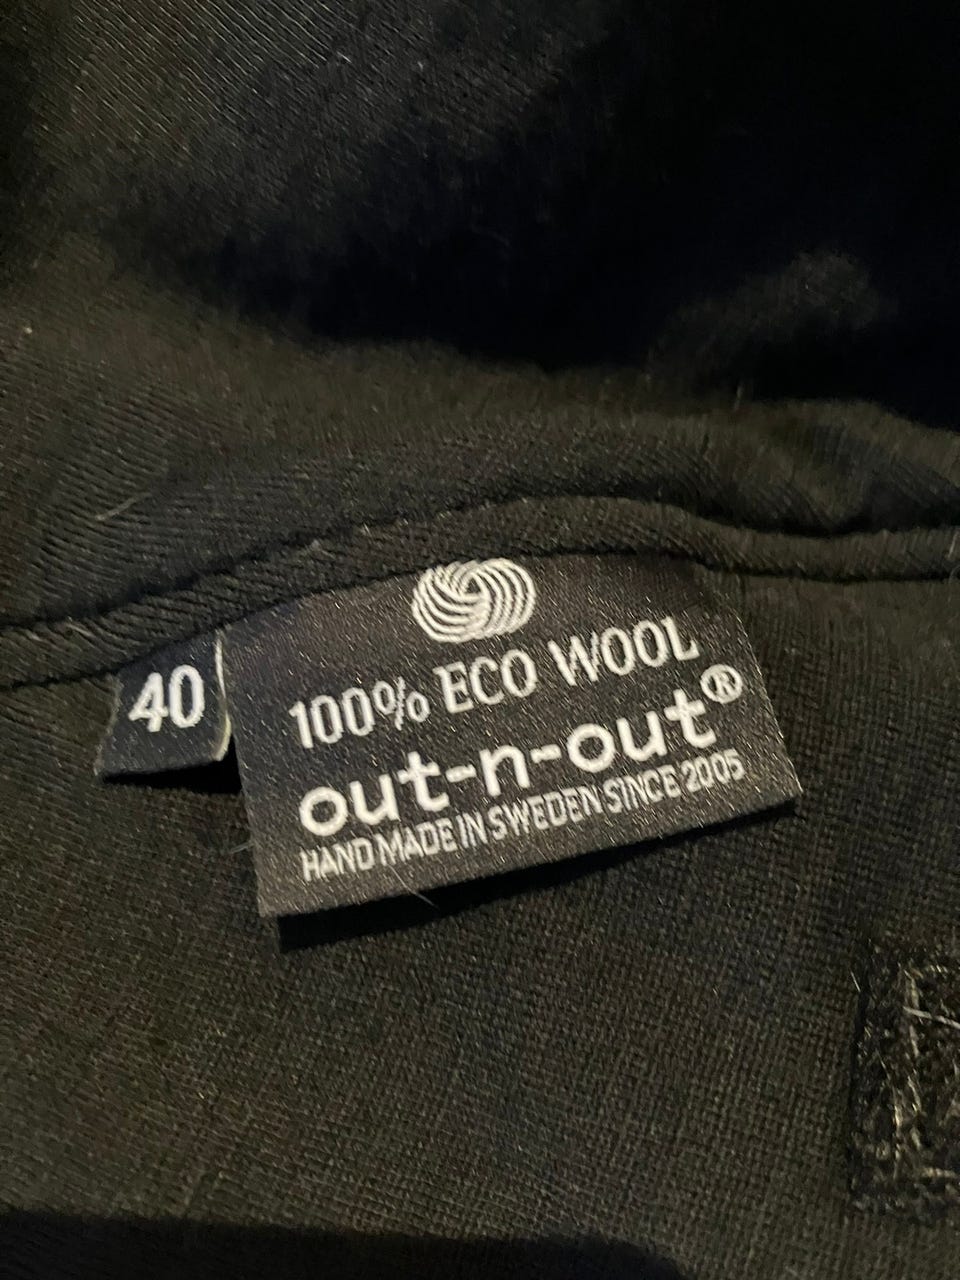 40
100% ECO WOOL
out-n-out®
HAND MADE IN SWEDEN SINCE 2005